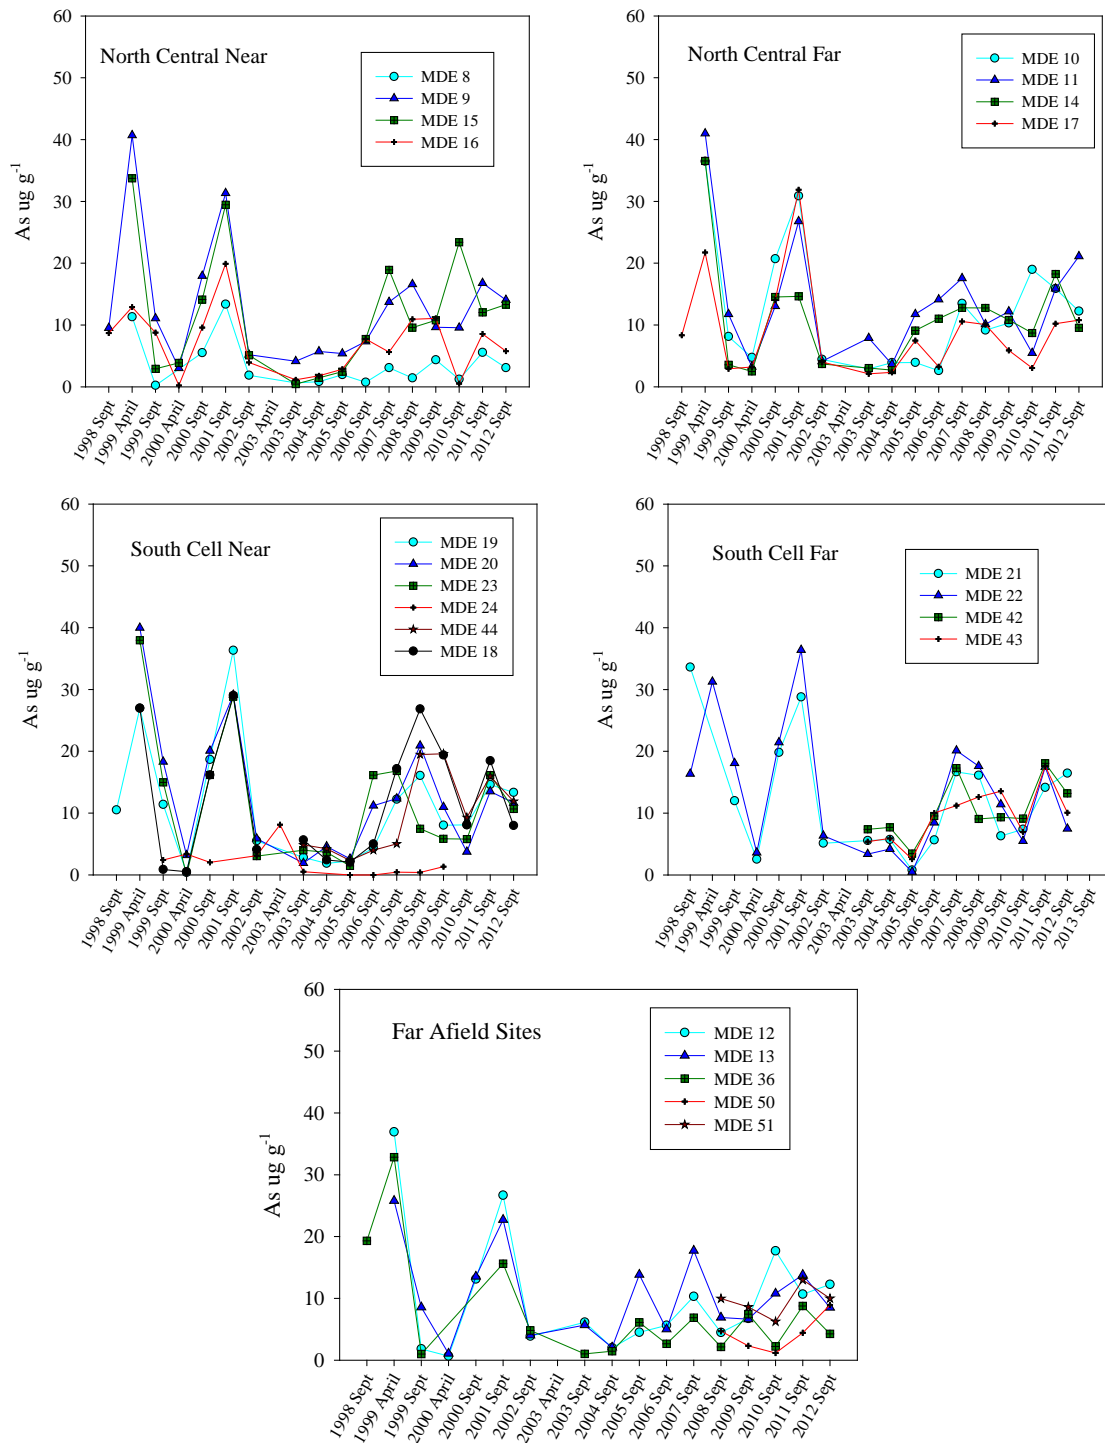 North Central Near
MDE 8
MDE 9
MDE 15
MDE 16
As ug g-1
60
50
40
30
20
10
0
1998 Sept
1999 April
1999 Sept
2000 April
2000 Sept
2001 Sept
2002 Sept
2003 April
2003 Sept
2004 Sept
2005 Sept
2006 Sept
2007 Sept
2008 Sept
2009 Sept
2010 Sept
2011 Sept
2012 Sept
North Central Far
MDE 10
MDE 11
MDE 14
MDE 17
As ug g-1
60
50
40
30
20
10
0
1998 Sept
1999 April
1999 Sept
2000 April
2000 Sept
2001 Sept
2002 Sept
2003 April
2003 Sept
2004 Sept
2005 Sept
2006 Sept
2007 Sept
2008 Sept
2009 Sept
2010 Sept
2011 Sept
2012 Sept
South Cell Near
MDE 19
MDE 20
MDE 23
MDE 24
MDE 44
MDE 18
As ug g-1
60
50
40
30
20
10
0
1998 Sept
1999 April
1999 Sept
2000 April
2000 Sept
2001 Sept
2002 Sept
2003 April
2003 Sept
2004 Sept
2005 Sept
2006 Sept
2007 Sept
2008 Sept
2009 Sept
2010 Sept
2011 Sept
2012 Sept
South Cell Far
MDE 21
MDE 22
MDE 42
MDE 43
As ug g-1
60
50
40
30
20
10
0
1998 Sept
1999 April
1999 Sept
2000 April
2000 Sept
2001 Sept
2002 Sept
2003 April
2003 Sept
2004 Sept
2005 Sept
2006 Sept
2007 Sept
2008 Sept
2009 Sept
2010 Sept
2011 Sept
2012 Sept
2013 Sept
Far Afield Sites
MDE 12
MDE 13
MDE 36
MDE 50
MDE 51
As ug g-1
60
50
40
30
20
10
0
1998 Sept
1999 April
1999 Sept
2000 April
2000 Sept
2001 Sept
2002 Sept
2003 April
2003 Sept
2004 Sept
2005 Sept
2006 Sept
2007 Sept
2008 Sept
2009 Sept
2010 Sept
2011 Sept
2012 Sept